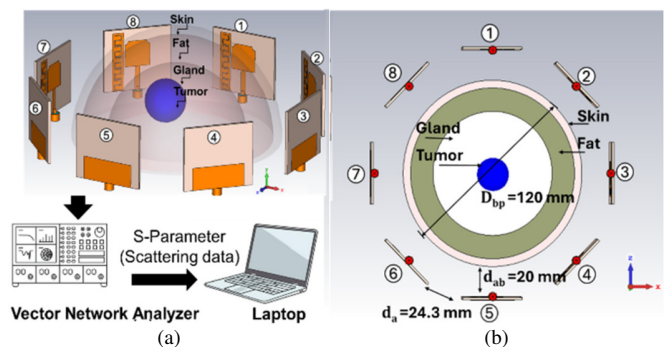 8
Skin
Fat
Gland
Tumor
1
7
2
6
3
5
4
S-Parameter
(Scattering data)
Vector Network Analyzer
Laptop
(a)
1
8
2
Skin
Gland
Fat
Tumor
7
3
D_bp=120 mm
6
d_ab=20 mm
4
d_a=24.3 mm
5
z
x
(b)